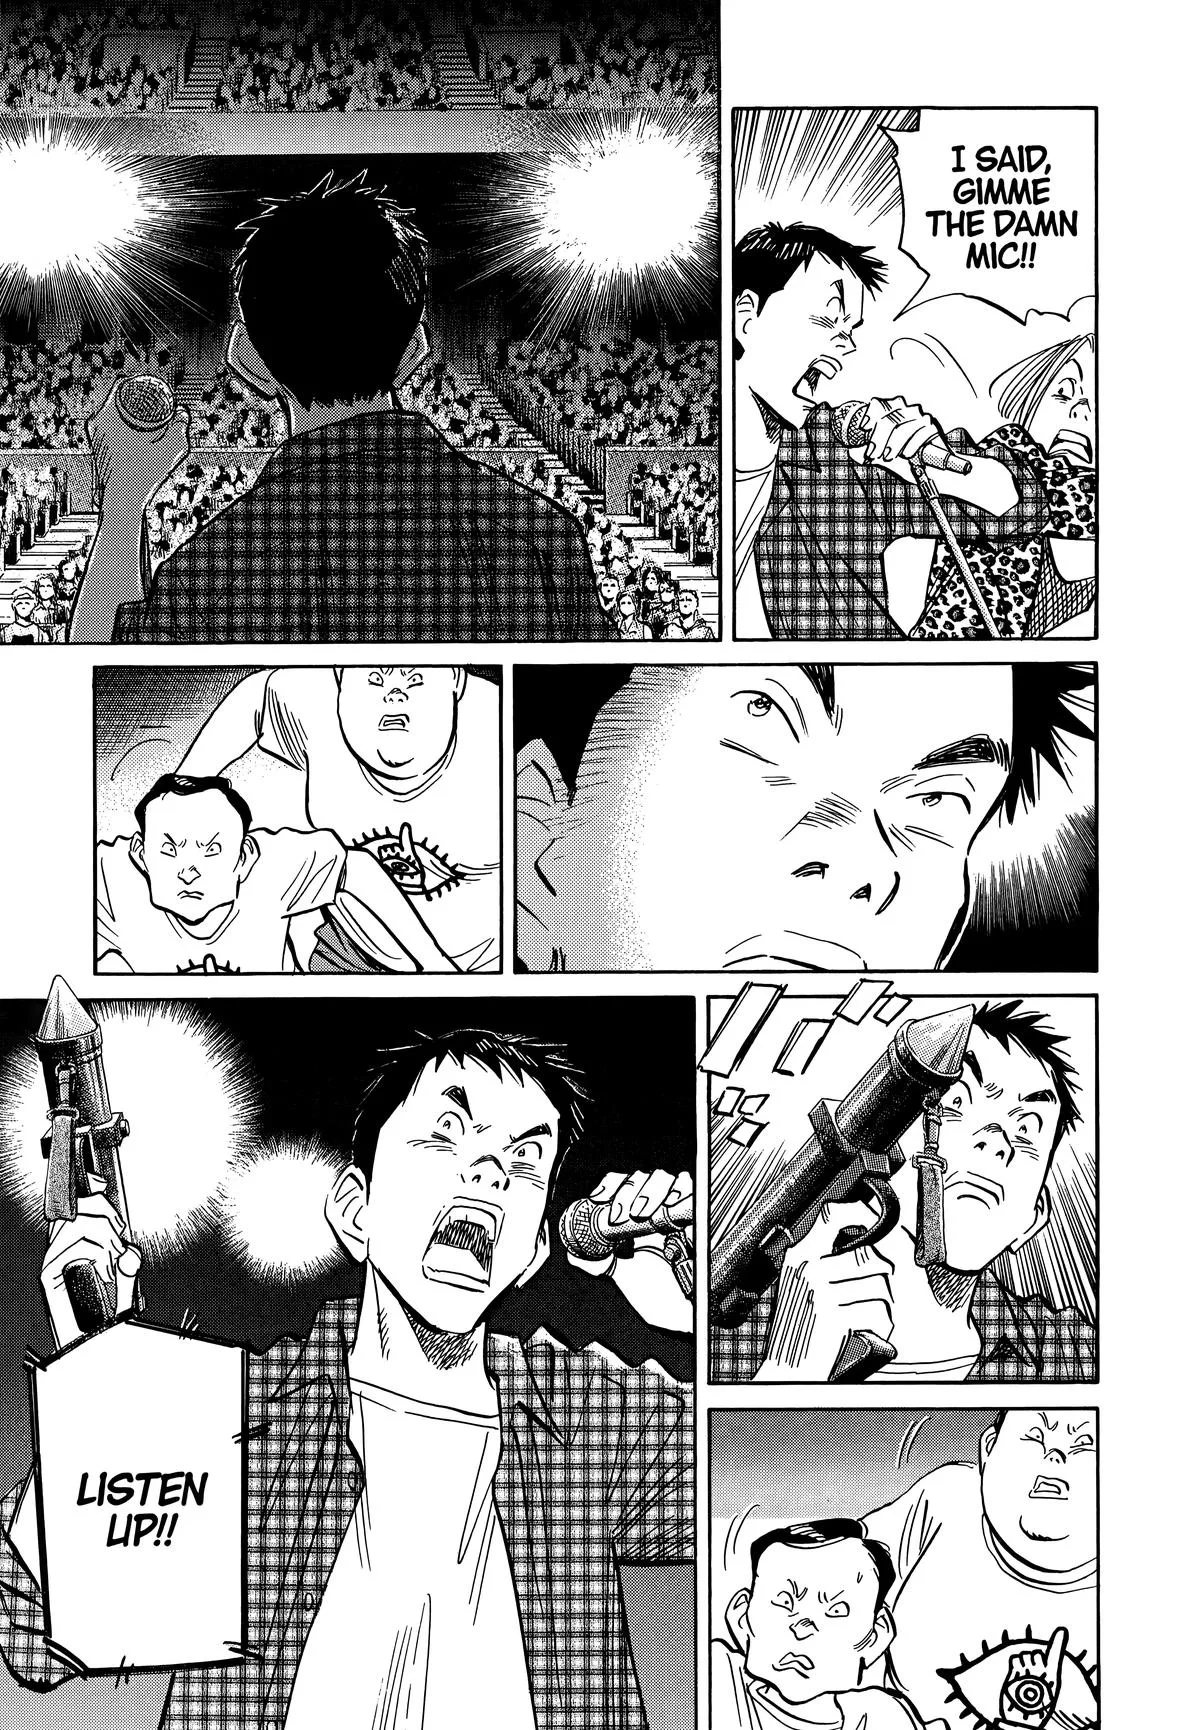 I SAID,
GIMME
THE DAMN
MIC!!
LISTEN
UP!!